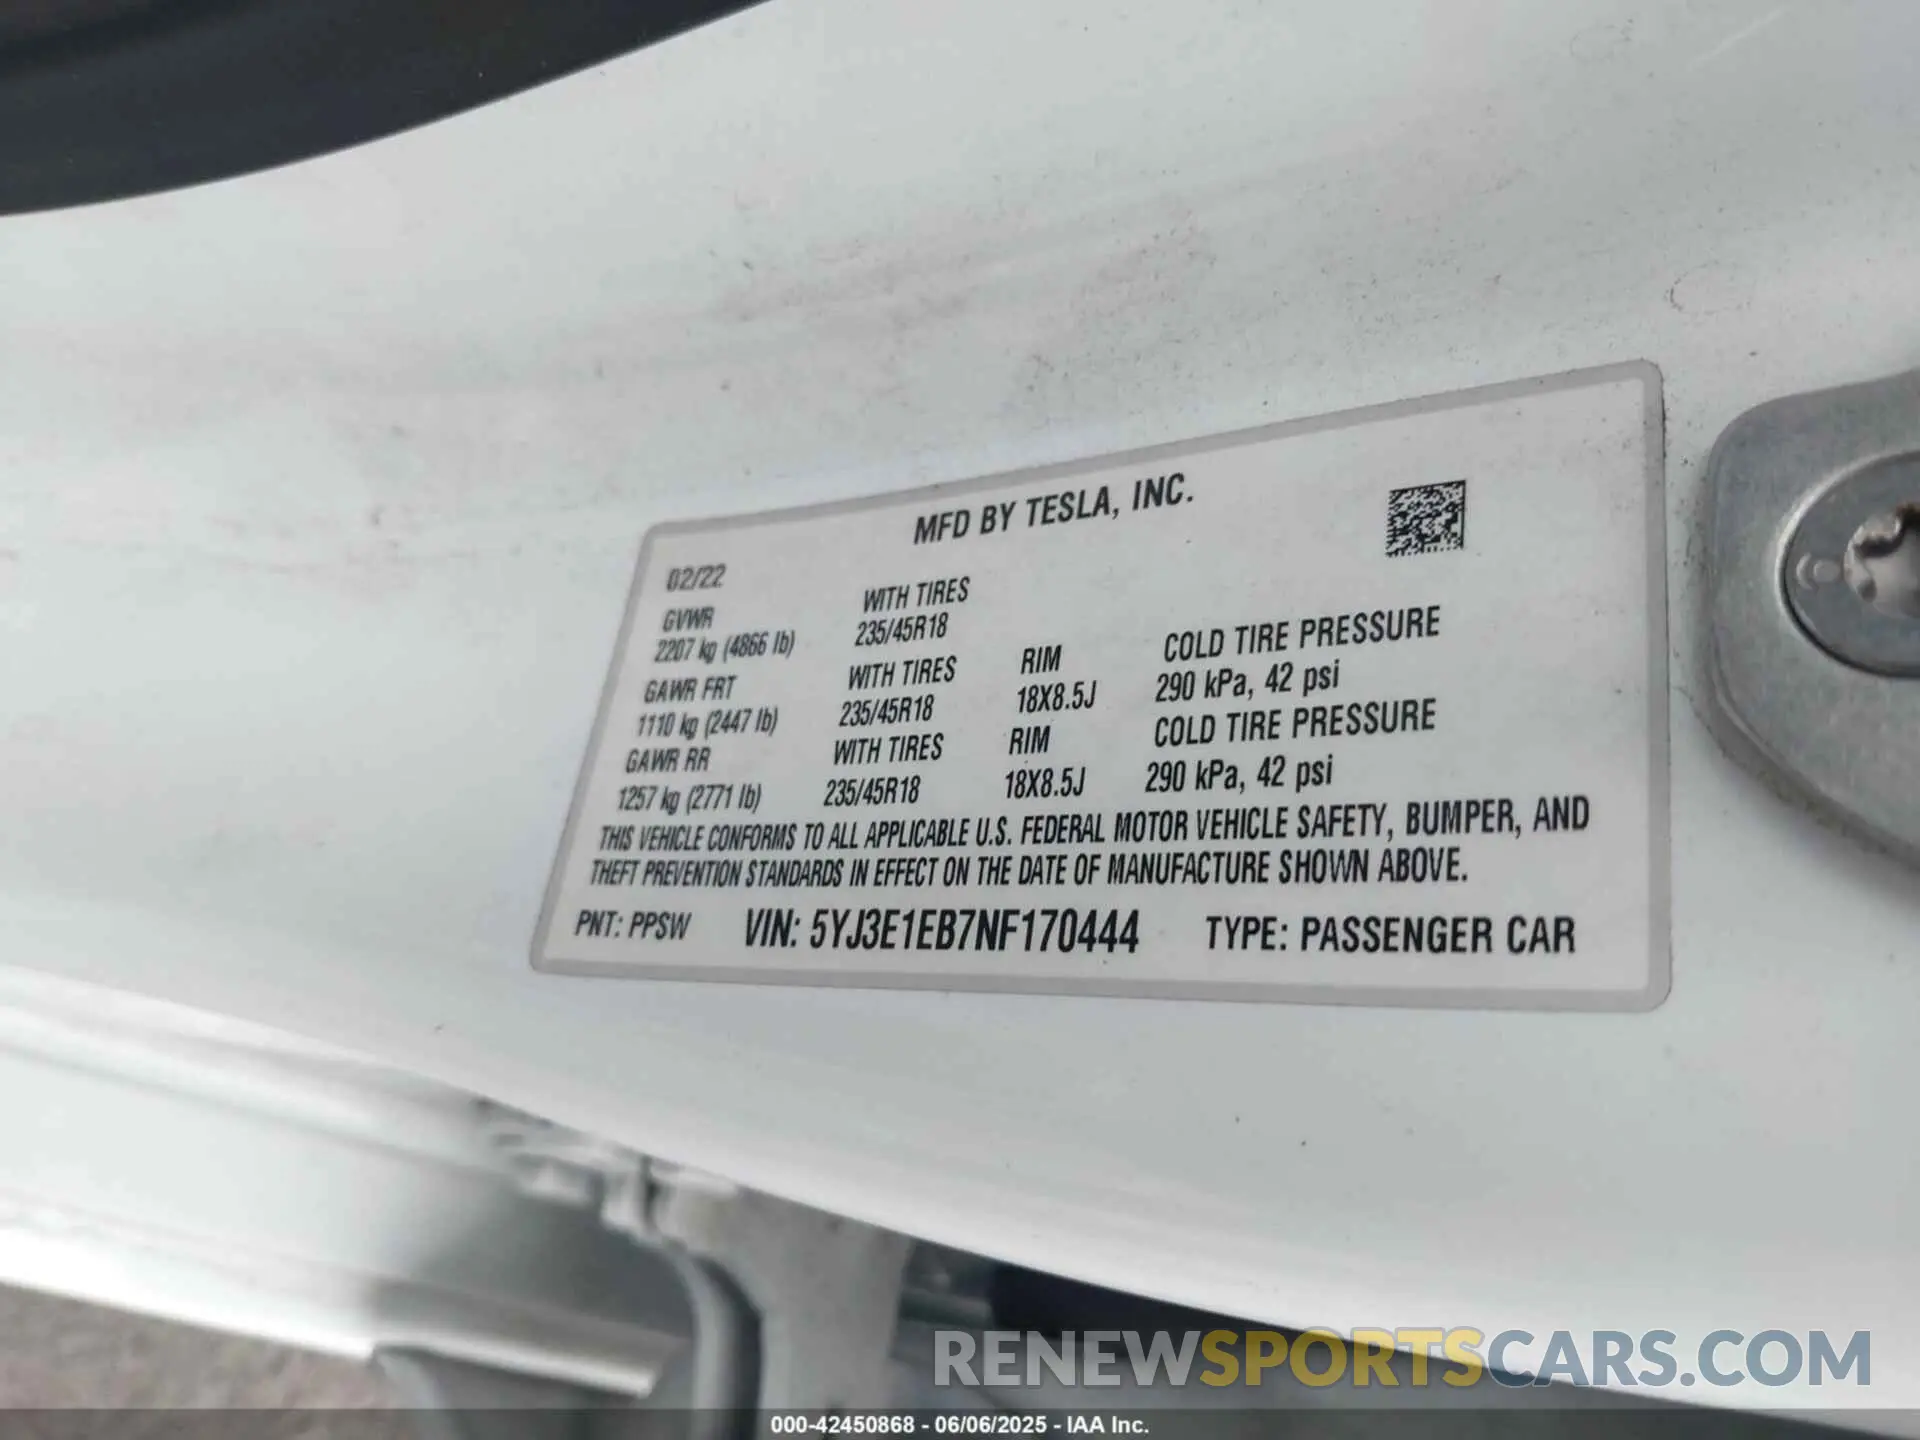 MFD BY TESLA, INC.
02/22
GVWR WITH TIRES
2207 kg (4866 lb) 235/45R18
GAWR FRT WITH TIRES RIM COLD TIRE PRESSURE
1110 kg (2447 lb) 235/45R18 18X8.5J 290 kPa, 42 psi
GAWR RR WITH TIRES RIM COLD TIRE PRESSURE
1257 kg (2771 lb) 235/45R18 18X8.5J 290 kPa, 42 psi
THIS VEHICLE CONFORMS TO ALL APPLICABLE U.S. FEDERAL MOTOR VEHICLE SAFETY, BUMPER, AND
THEFT PREVENTION STANDARDS IN EFFECT ON THE DATE OF MANUFACTURE SHOWN ABOVE.
PNT: PPSW VIN: 5YJ3E1EB7NF170444 TYPE: PASSENGER CAR
RENEWSPORTSCARS.COM
000-42450868 - 06/06/2025 - IAA Inc.